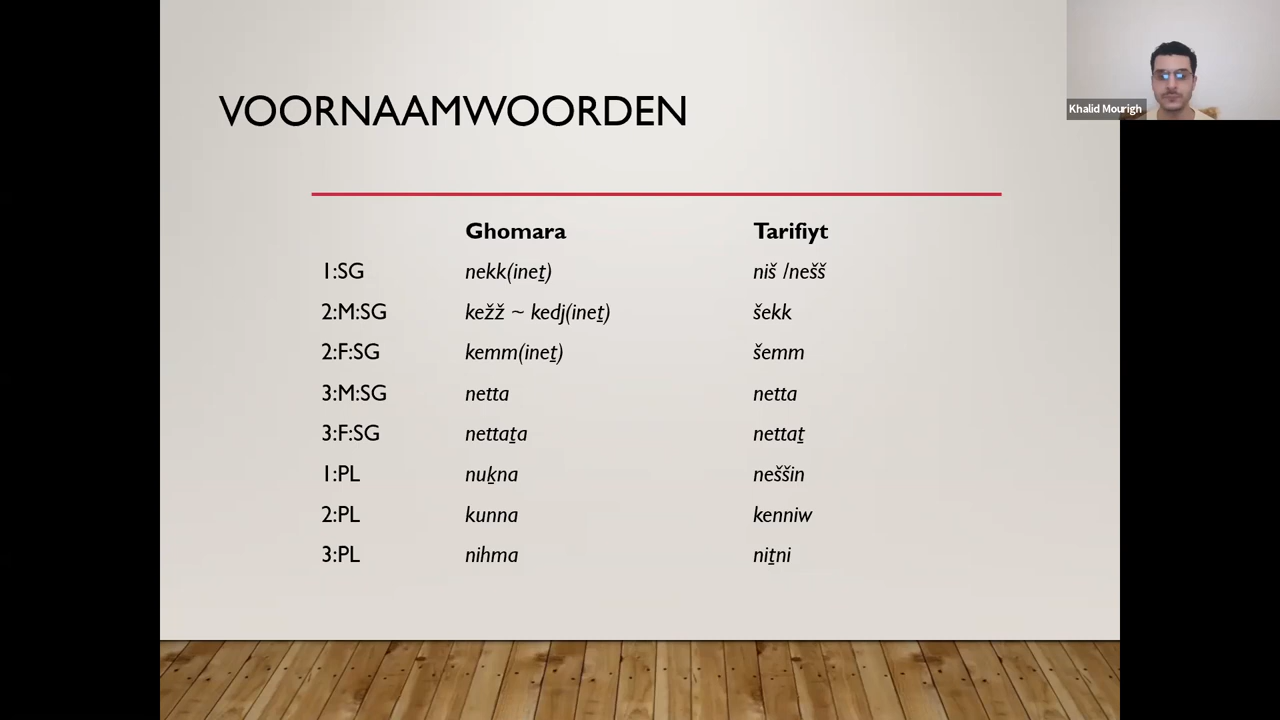 VOORNAAMWOORDEN
Khalid Mourigh
Ghomara Tarifiyt
1:SG nekk(ineṯ) niš /nešš
2:M:SG kežž ~ kedj(ineṯ) šekk
2:F:SG kemm(ineṯ) šemm
3:M:SG netta netta
3:F:SG nettaṯa nettaṯ
1:PL nuḵna neššin
2:PL kunna kenniw
3:PL nihma niṯni